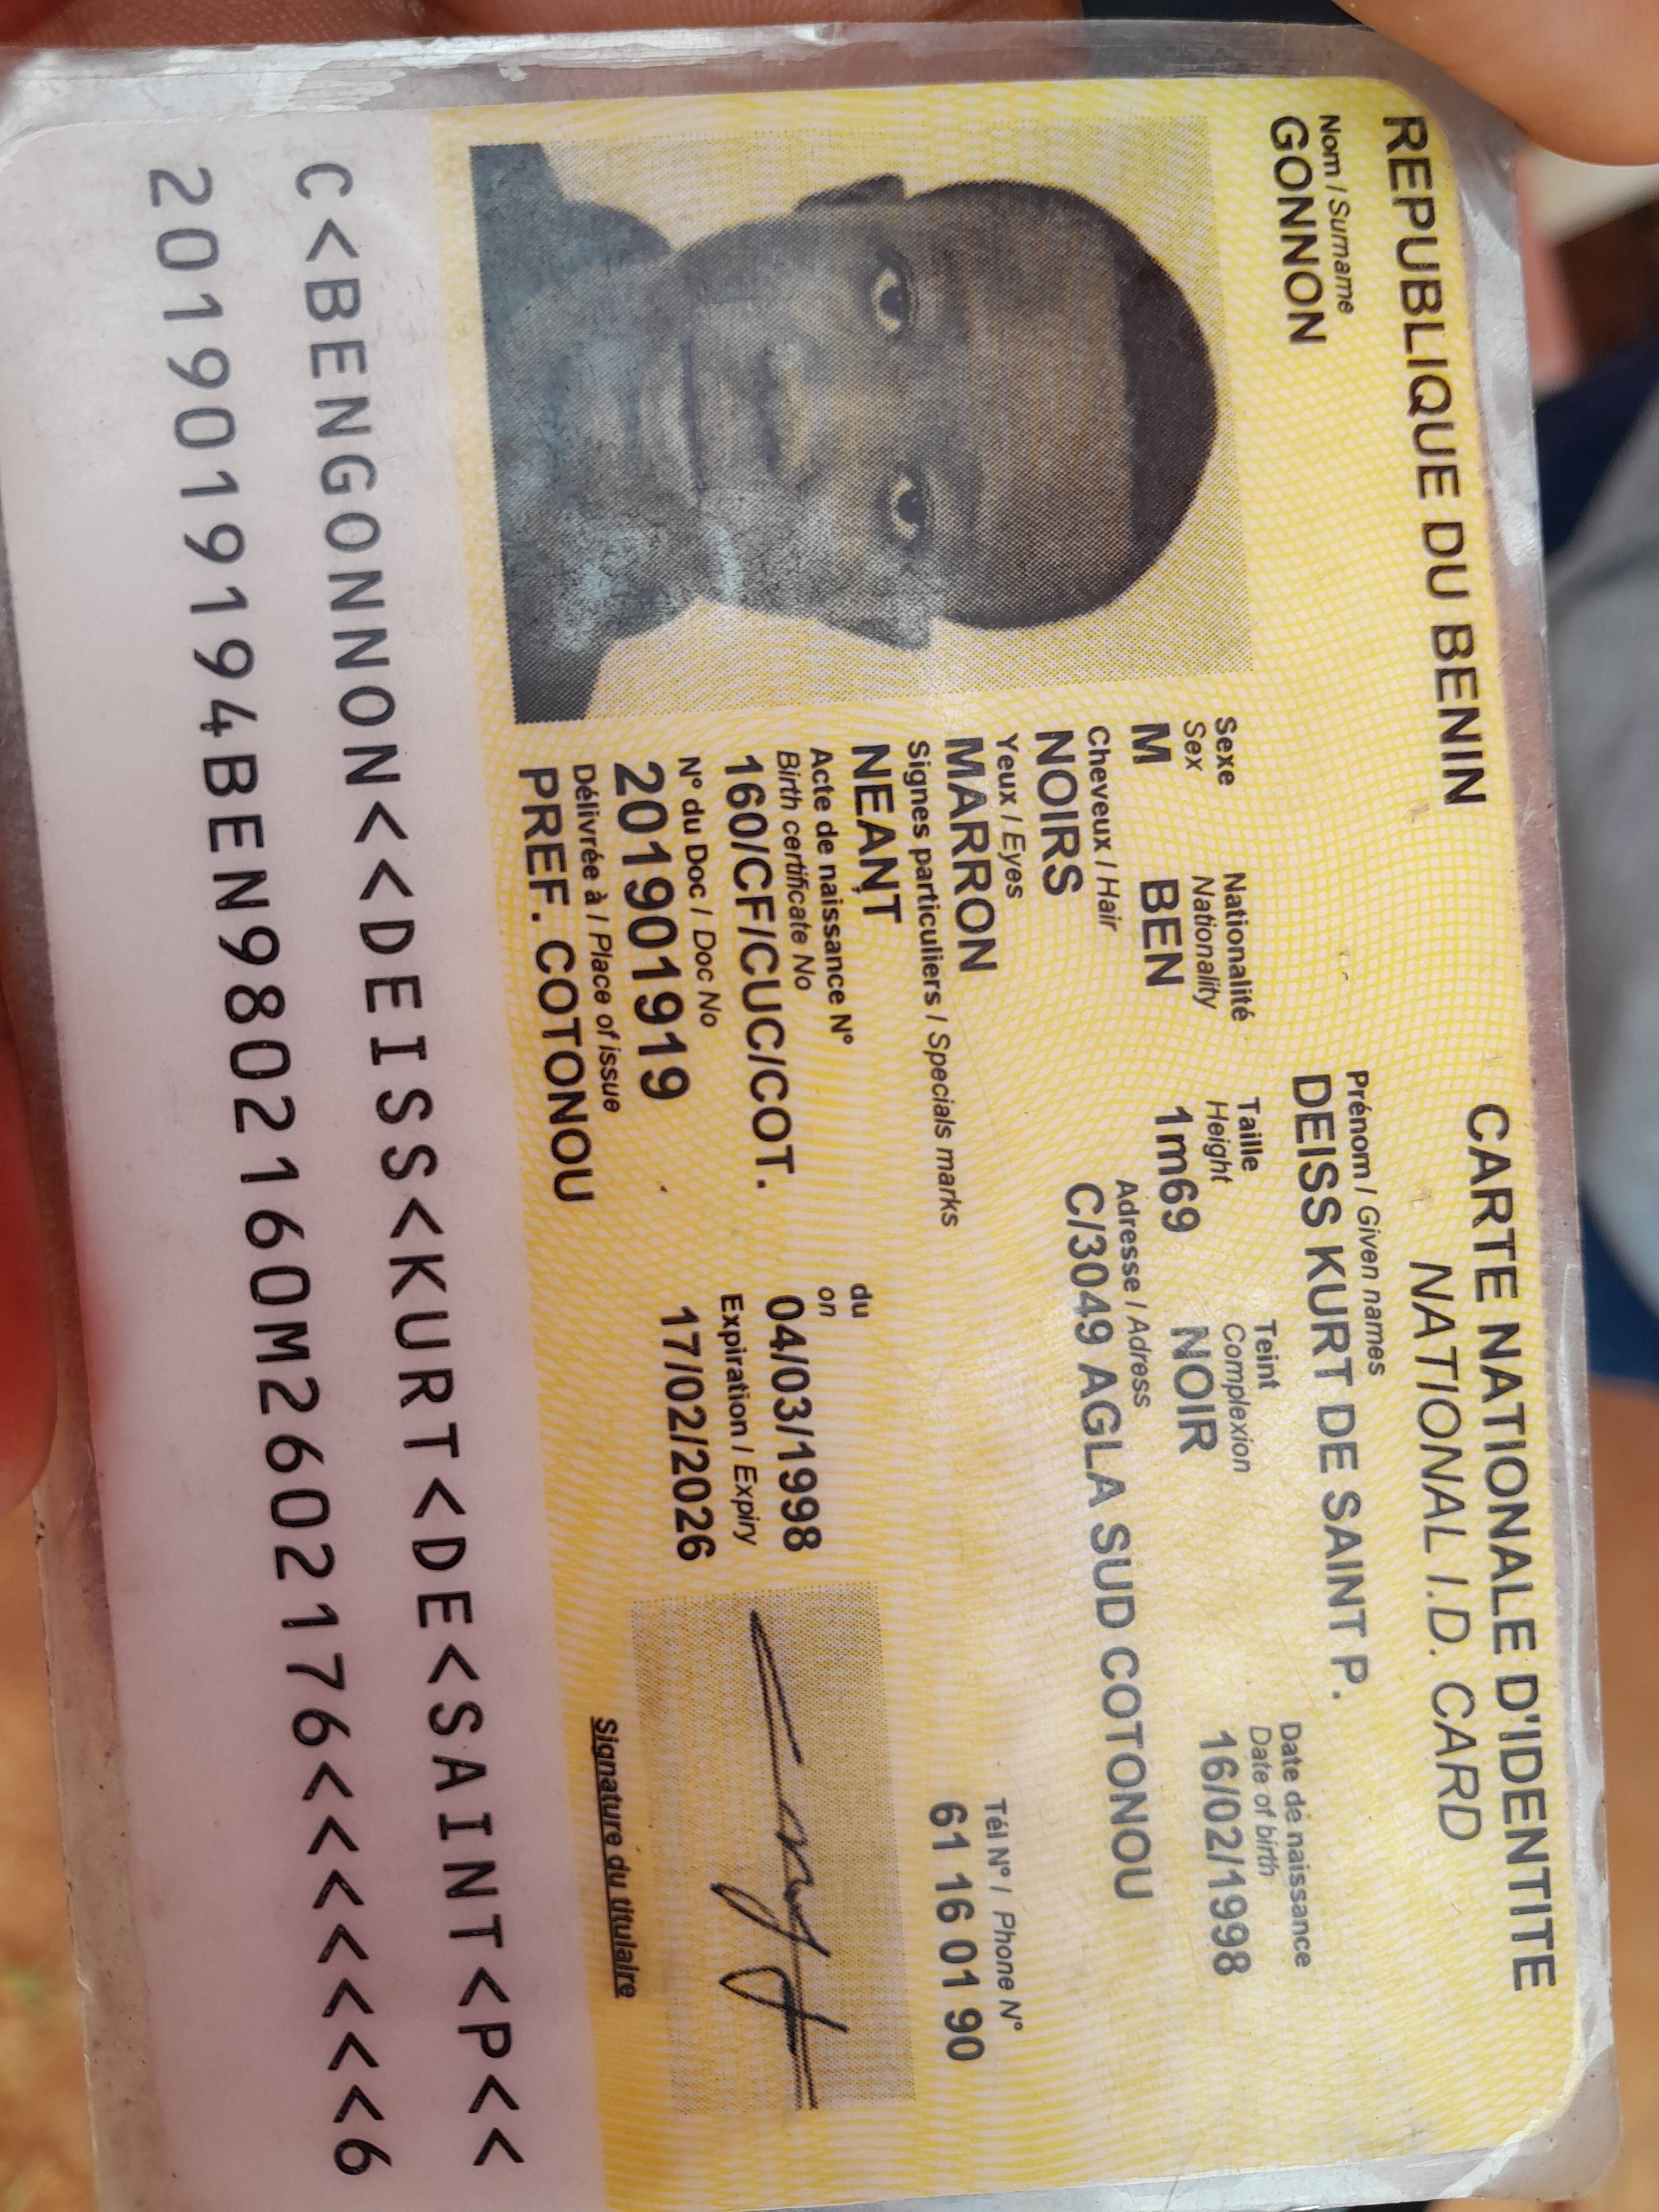 REPUBLIQUE DU BENIN
CARTE NATIONALE D'IDENTITE
NATIONAL I.D. CARD
Nom / Surname
GONNON
Prénom / Given names
DEISS KURT DE SAINT P.
Sexe
Sex
M
Nationalité
Nationality
BEN
Taille
Height
1m69
Teint
Complexion
NOIR
Date de naissance
Date of birth
16/02/1998
Cheveux / Hair
NOIRS
Adresse / Adress
C/3049 AGLA SUD COTONOU
Yeux / Eyes
MARRON
Signes particuliers / Specials marks
NEANT
Tél N° / Phone N°
61 16 01 90
Acte de naissance N°
Birth certificate No
160/CF/CUC/COT.
du
on
04/03/1998
N° du Doc / Doc No
201901919
Expiration / Expiry
17/02/2026
Délivrée à / Place of issue
PREF. COTONOU
Signature du titulaire
C<BENGONNON<<DEISS<KURT<DE<SAINT<P<<
2019019194BEN9802160M2602176<<<<<<<6